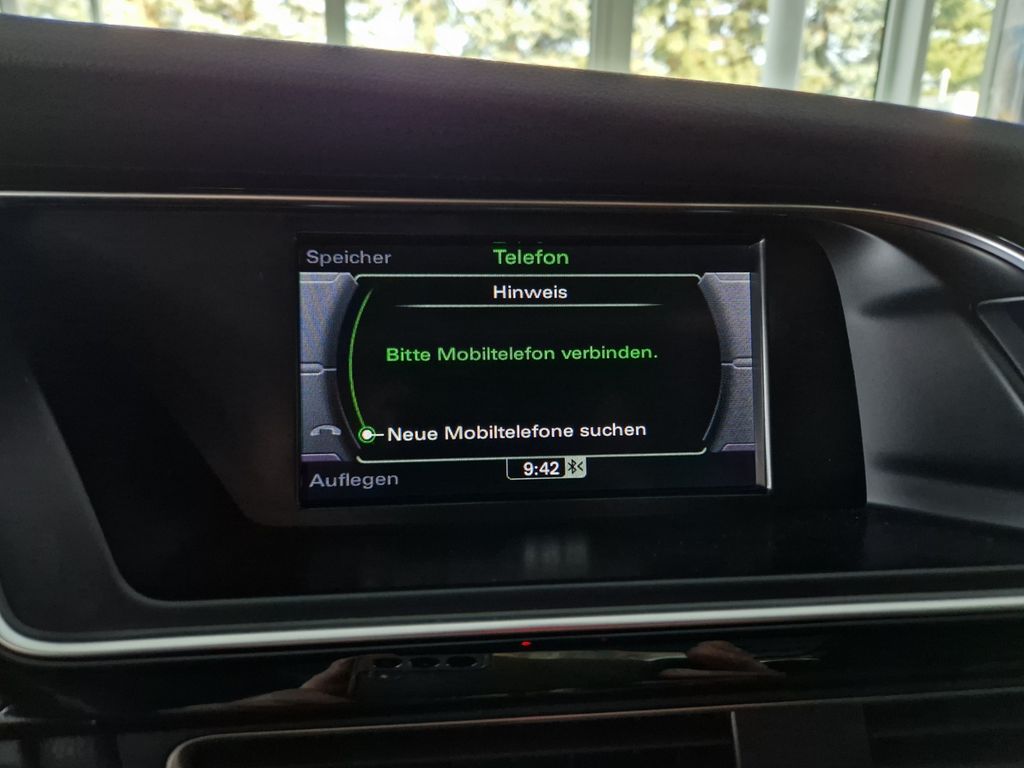 Speicher
Telefon
Hinweis
Bitte Mobiltelefon verbinden.
Neue Mobiltelefone suchen
9:42
Auflegen